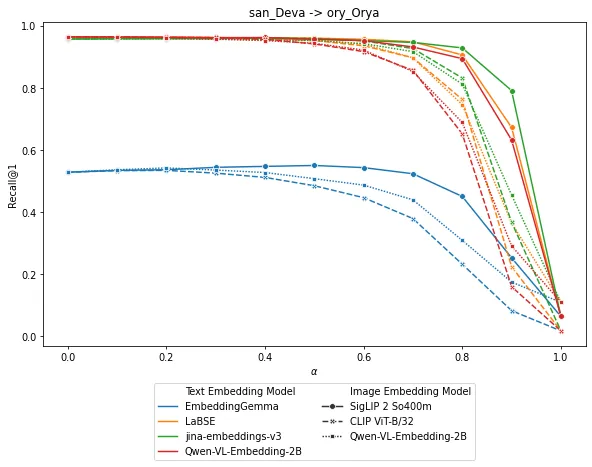 san_Deva -> ory_Orya
Recall@1
1.0
0.8
0.6
0.4
0.2
0.0
0.0 0.2 0.4 0.6 0.8 1.0
α
Text Embedding Model
EmbeddingGemma
LaBSE
jina-embeddings-v3
Qwen-VL-Embedding-2B
Image Embedding Model
SigLIP 2 So400m
CLIP ViT-B/32
Qwen-VL-Embedding-2B